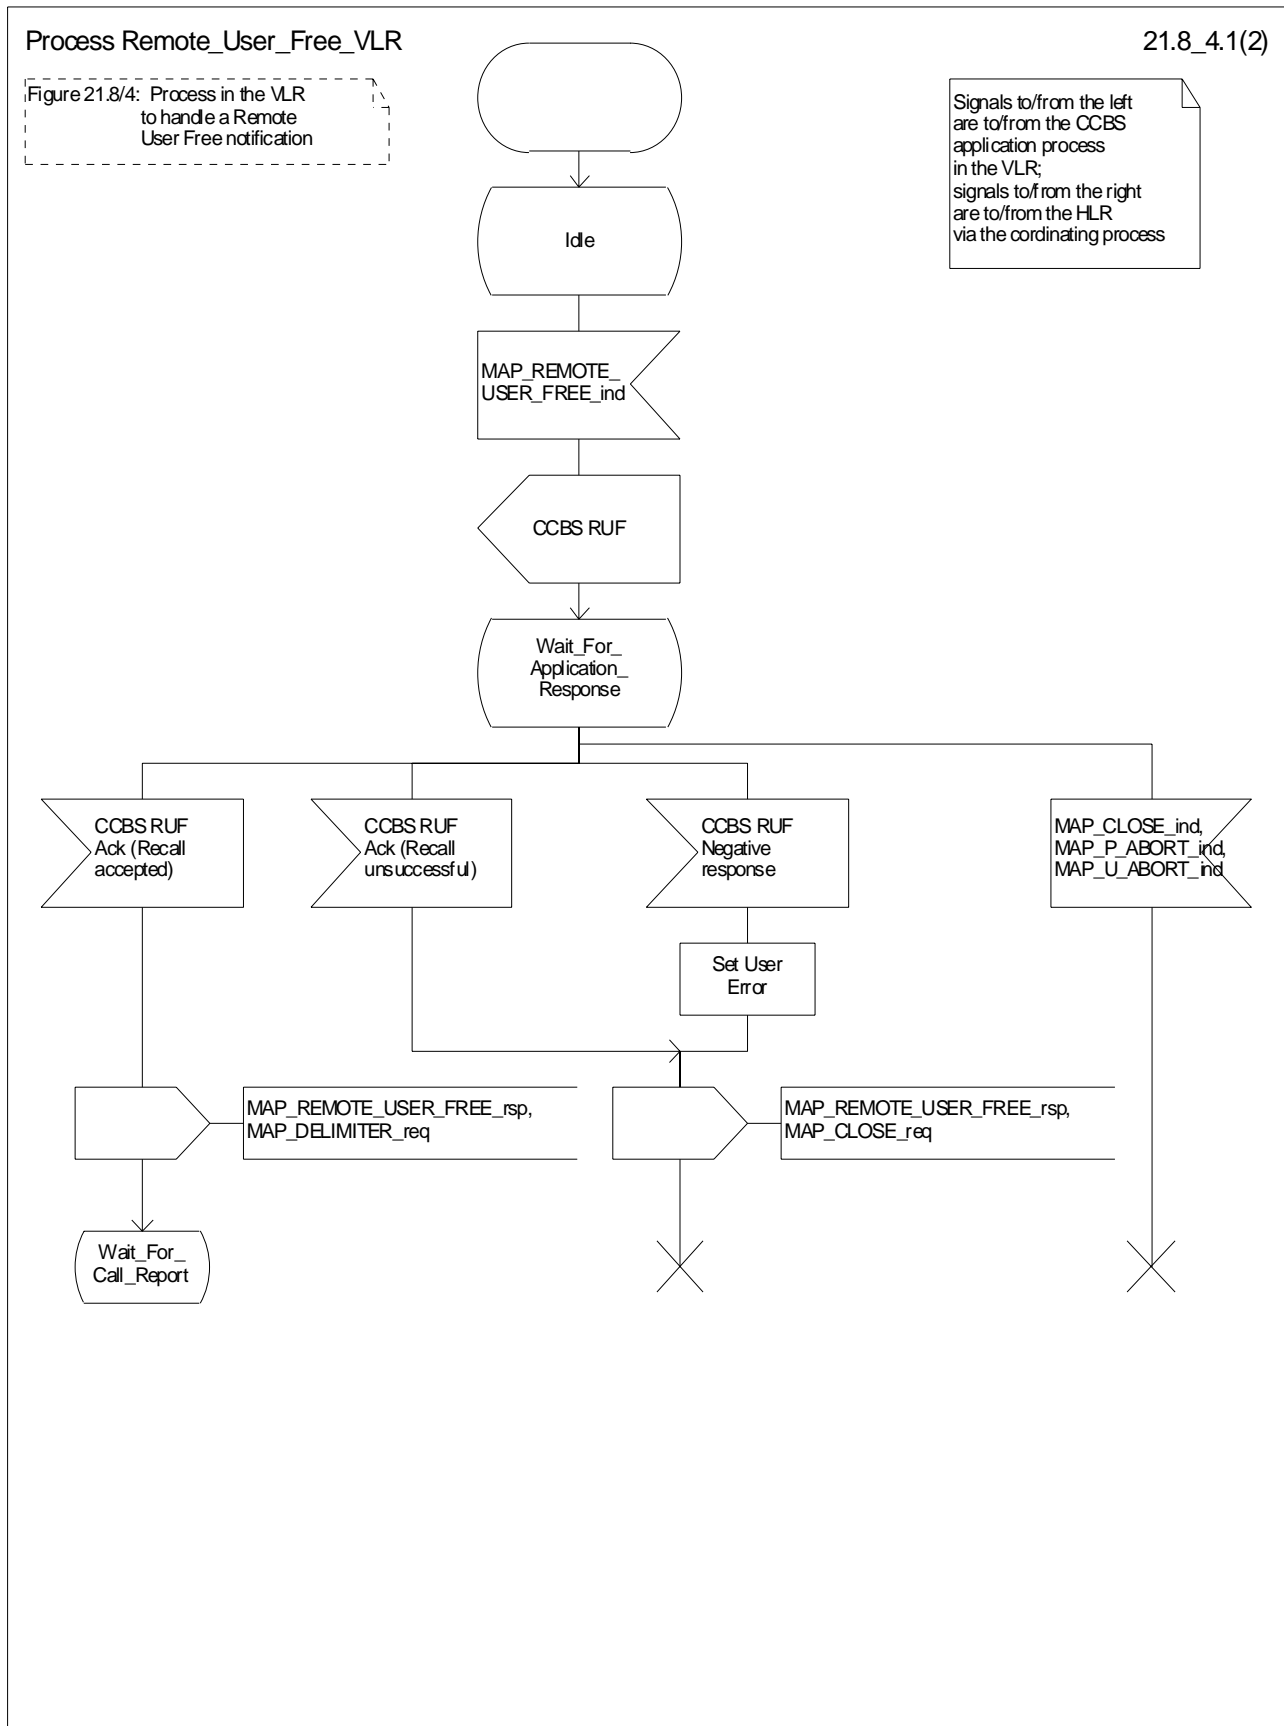 Process Remote_User_Free_VLR
21.8_4.1(2)
Figure 21.8/4: Process in the VLR
to handle a Remote
User Free notification
Signals to/from the left
are to/from the CCBS
application process
in the VLR;
signals to/from the right
are to/from the HLR
via the cordinating process
Idle
MAP_REMOTE_
USER_FREE_ind
CCBS RUF
Wait_For_
Application_
Response
CCBS RUF
Ack (Recall
accepted)
CCBS RUF
Ack (Recall
unsuccessful)
CCBS RUF
Negative
response
MAP_CLOSE_ind,
MAP_P_ABORT_ind,
MAP_U_ABORT_ind
Set User
Error
MAP_REMOTE_USER_FREE_rsp,
MAP_DELIMITER_req
MAP_REMOTE_USER_FREE_rsp,
MAP_CLOSE_req
Wait_For_
Call_Report